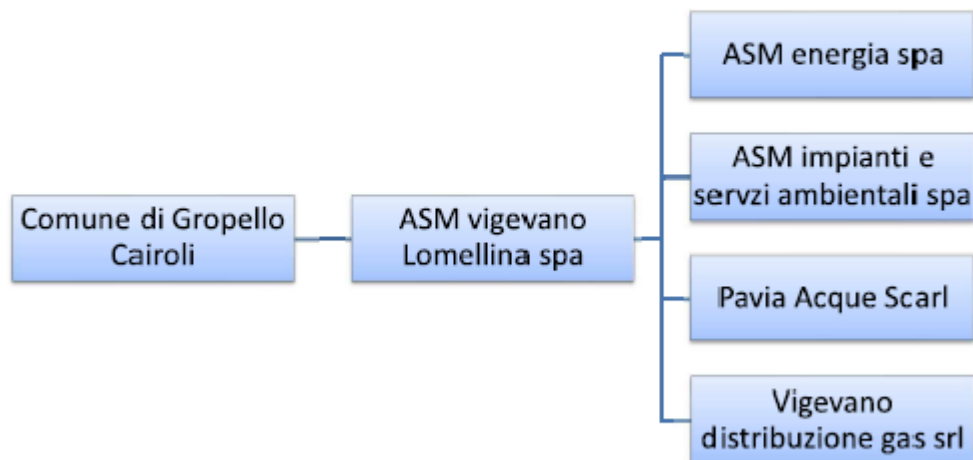 Comune di Gropello
Cairoli
ASM vigevano
Lomellina spa
ASM energia spa
ASM impianti e
servzi ambientali spa
Pavia Acque Scarl
Vigevano
distribuzione gas srl